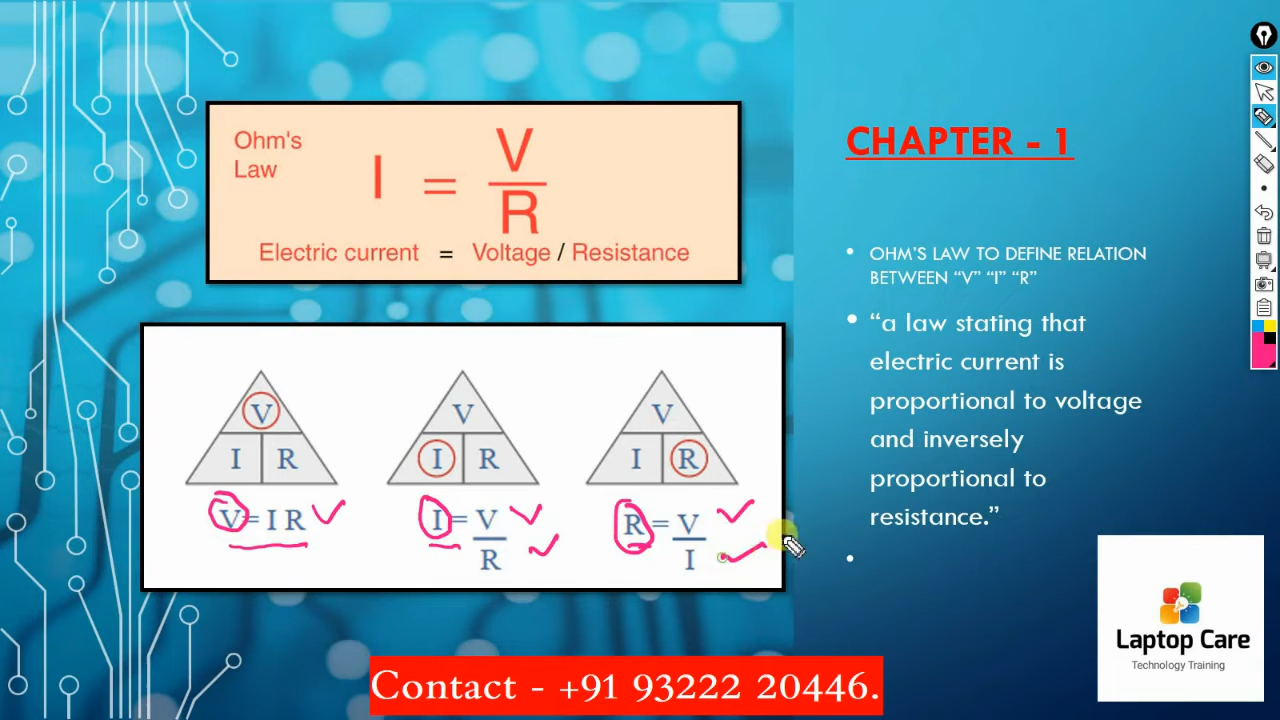 Ohm's
Law
I = V
R
Electric current = Voltage / Resistance
CHAPTER - 1
• OHM'S LAW TO DEFINE RELATION
BETWEEN “V” “I” “R”
• “a law stating that
electric current is
proportional to voltage
and inversely
proportional to
resistance.”
•
V
I R
V = I R
V
I R
I = V
R
V
I R
R = V
I
Laptop Care
Technology Training
Contact - +91 93222 20446.